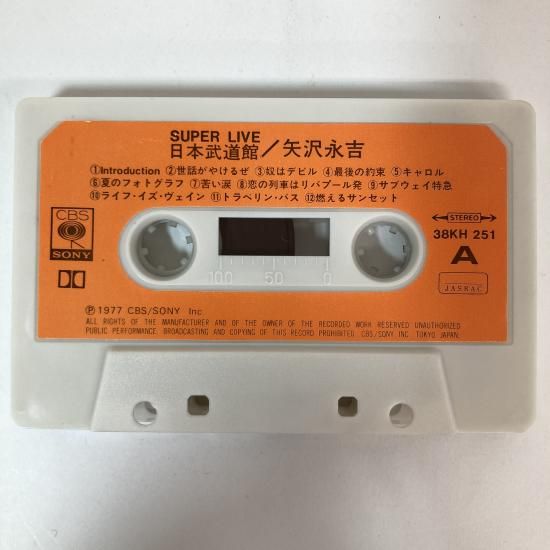 SUPER LIVE
日本武道館/矢沢永吉
①Introduction ②世話がやけるぜ ③奴はデビル ④最後の約束 ⑤キャロル
⑥夏のフォトグラフ ⑦苦い涙 ⑧恋の列車はリバプール発 ⑨サブウェイ特急
⑩ライフ・イズ・ヴェイン ⑪トラベリン・バス ⑫燃えるサンセット
CBS
SONY
STEREO
38KH 251
A
JASRAC
100 50 0
Ⓟ 1977 CBS/SONY Inc
ALL RIGHTS OF THE MANUFACTURER AND OF THE OWNER OF THE RECORDED WORK RESERVED UNAUTHORIZED
PUBLIC PERFORMANCE: BROADCASTING AND COPYING OF THIS RECORD PROHIBITED. CBS/SONY INC. TOKYO, JAPAN.